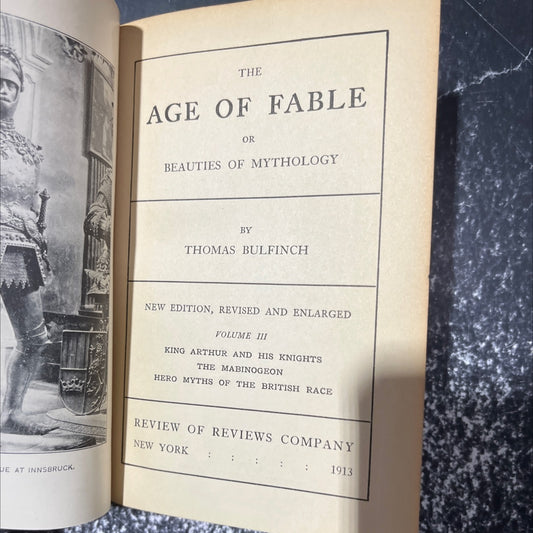 UE AT INNSBRUCK.
THE
AGE OF FABLE
OR
BEAUTIES OF MYTHOLOGY
BY
THOMAS BULFINCH
NEW EDITION, REVISED AND ENLARGED
VOLUME III
KING ARTHUR AND HIS KNIGHTS
THE MABINOGEON
HERO MYTHS OF THE BRITISH RACE
REVIEW OF REVIEWS COMPANY
NEW YORK : : : : : 1913